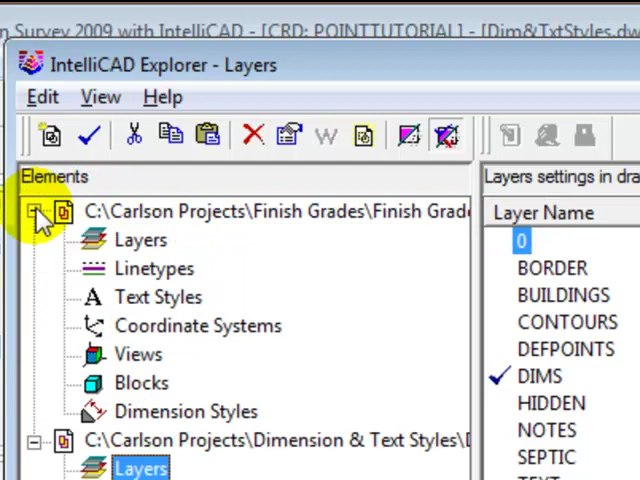 n Survey 2009 with IntelliCAD - [CRD: POINTTUTORIAL] - [Dim&TxtStyles.dw
IntelliCAD Explorer - Layers
Edit View Help
Elements
C:\Carlson Projects\Finish Grades\Finish Grade
Layers
Linetypes
Text Styles
Coordinate Systems
Views
Blocks
Dimension Styles
C:\Carlson Projects\Dimension & Text Styles\D
Layers
Layers settings in dra
Layer Name
0
BORDER
BUILDINGS
CONTOURS
DEFPOINTS
DIMS
HIDDEN
NOTES
SEPTIC
TEXT